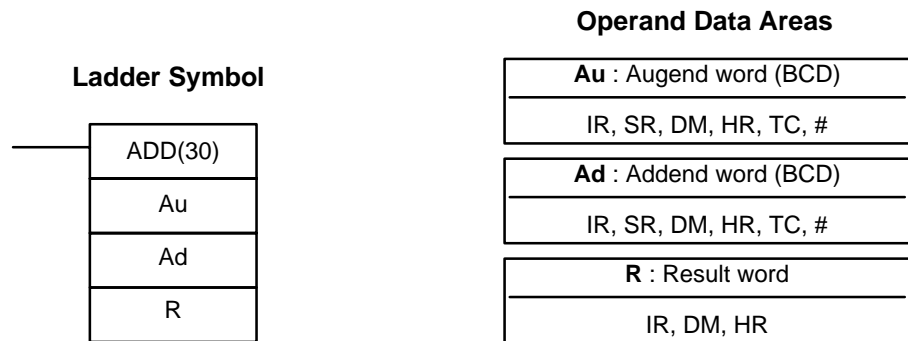 Ladder Symbol
ADD(30)
Au
Ad
R
Operand Data Areas
Au : Augend word (BCD)
IR, SR, DM, HR, TC, #
Ad : Addend word (BCD)
IR, SR, DM, HR, TC, #
R : Result word
IR, DM, HR